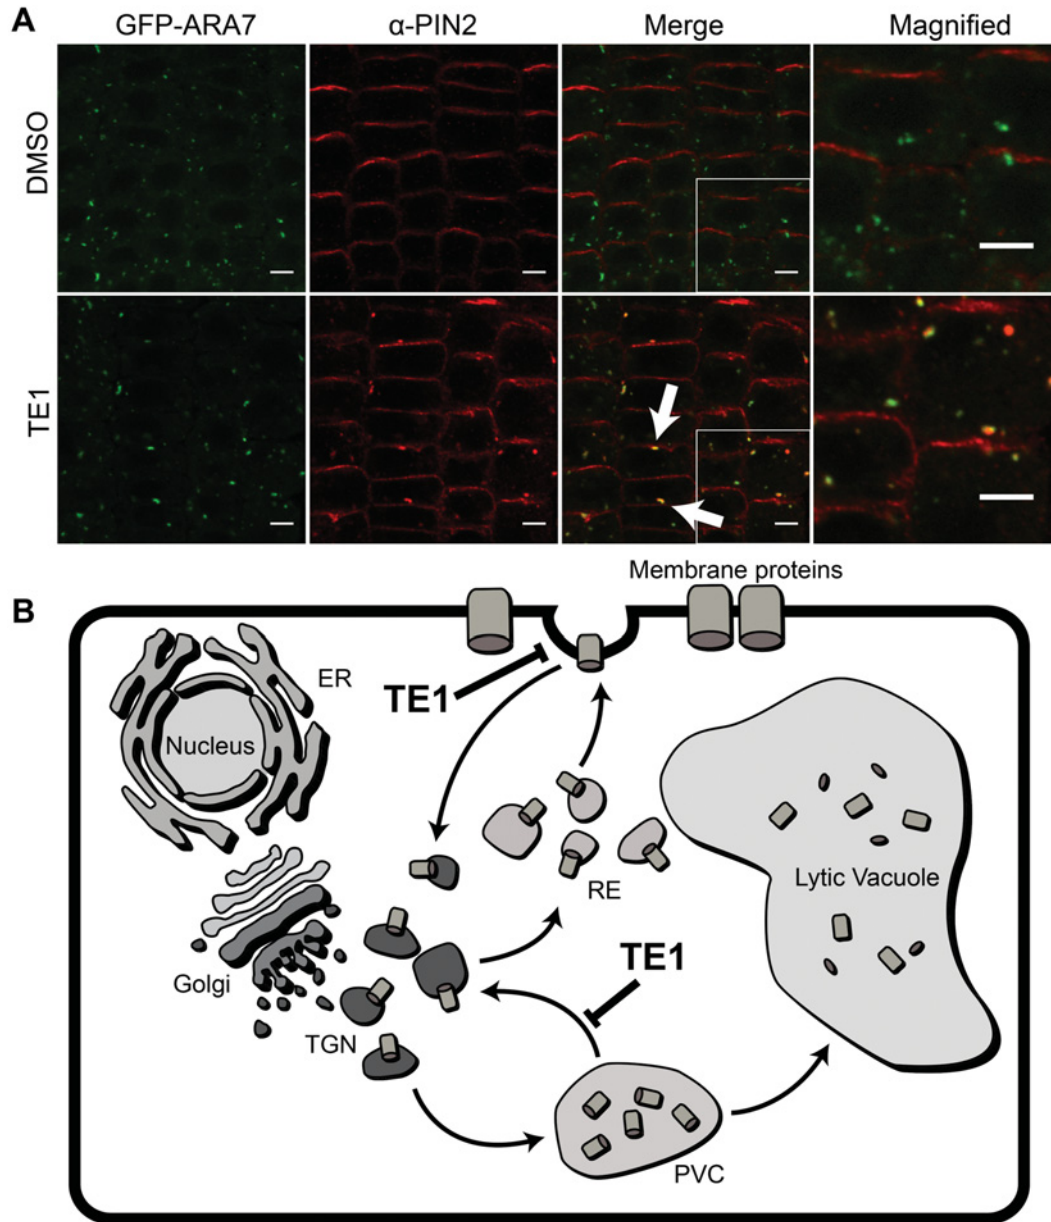 A
GFP-ARA7
α-PIN2
Merge
Magnified
DMSO
TE1
B
Membrane proteins
ER
TE1
Nucleus
RE
Lytic Vacuole
TE1
Golgi
TGN
PVC